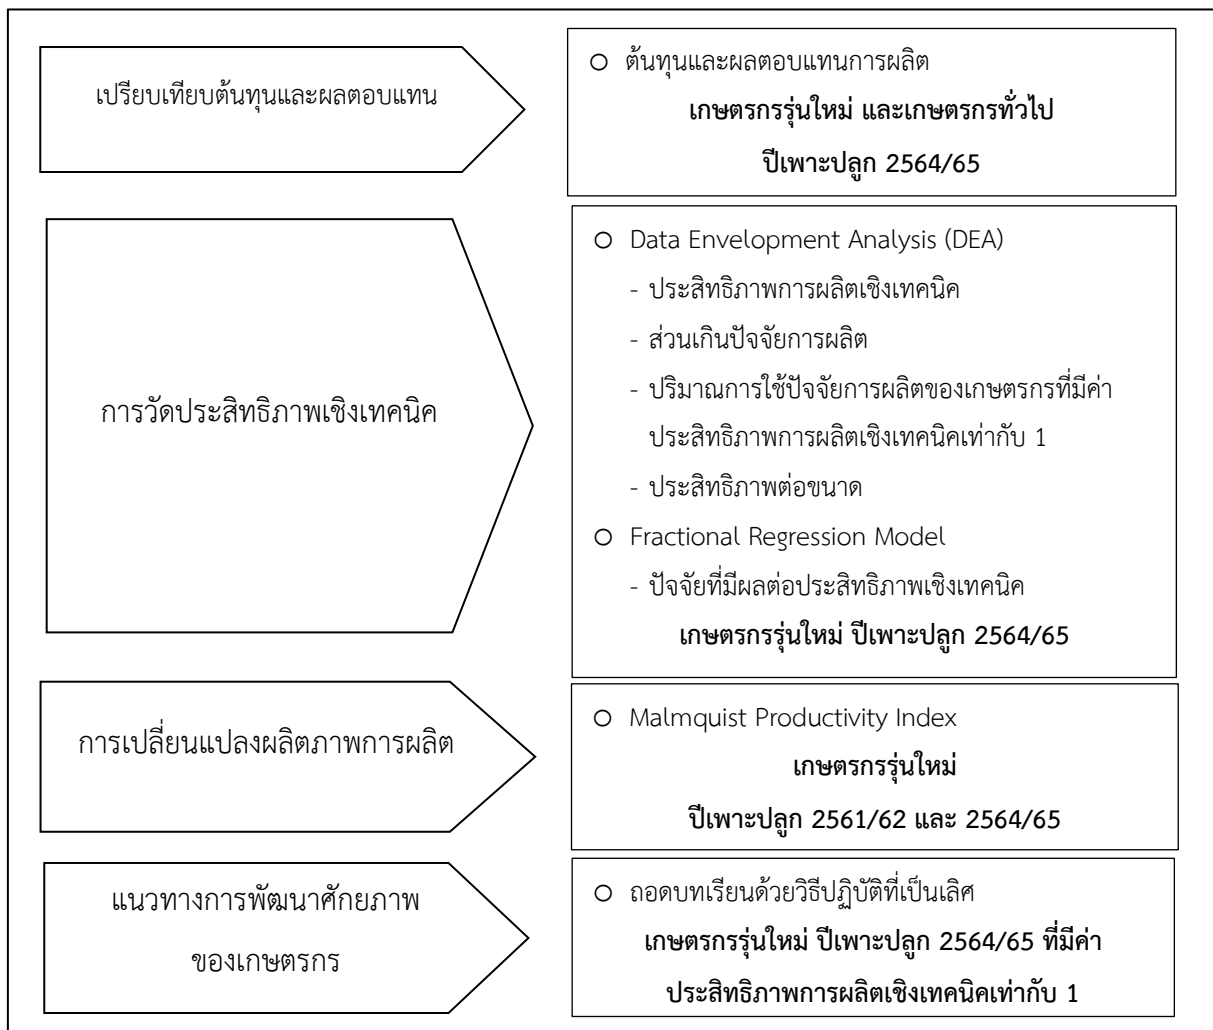 เปรียบเทียบต้นทุนและผลตอบแทน
○ ต้นทุนและผลตอบแทนการผลิต
เกษตรกรรุ่นใหม่ และเกษตรกรทั่วไป
ปีเพาะปลูก 2564/65
การวัดประสิทธิภาพเชิงเทคนิค
○ Data Envelopment Analysis (DEA)
- ประสิทธิภาพการผลิตเชิงเทคนิค
- ส่วนเกินปัจจัยการผลิต
- ปริมาณการใช้ปัจจัยการผลิตของเกษตรกรที่มีค่า
ประสิทธิภาพการผลิตเชิงเทคนิคเท่ากับ 1
- ประสิทธิภาพต่อขนาด
○ Fractional Regression Model
- ปัจจัยที่มีผลต่อประสิทธิภาพเชิงเทคนิค
เกษตรกรรุ่นใหม่ ปีเพาะปลูก 2564/65
การเปลี่ยนแปลงผลิตภาพการผลิต
○ Malmquist Productivity Index
เกษตรกรรุ่นใหม่
ปีเพาะปลูก 2561/62 และ 2564/65
แนวทางการพัฒนาศักยภาพ
ของเกษตรกร
○ ถอดบทเรียนด้วยวิธีปฏิบัติที่เป็นเลิศ
เกษตรกรรุ่นใหม่ ปีเพาะปลูก 2564/65 ที่มีค่า
ประสิทธิภาพการผลิตเชิงเทคนิคเท่ากับ 1